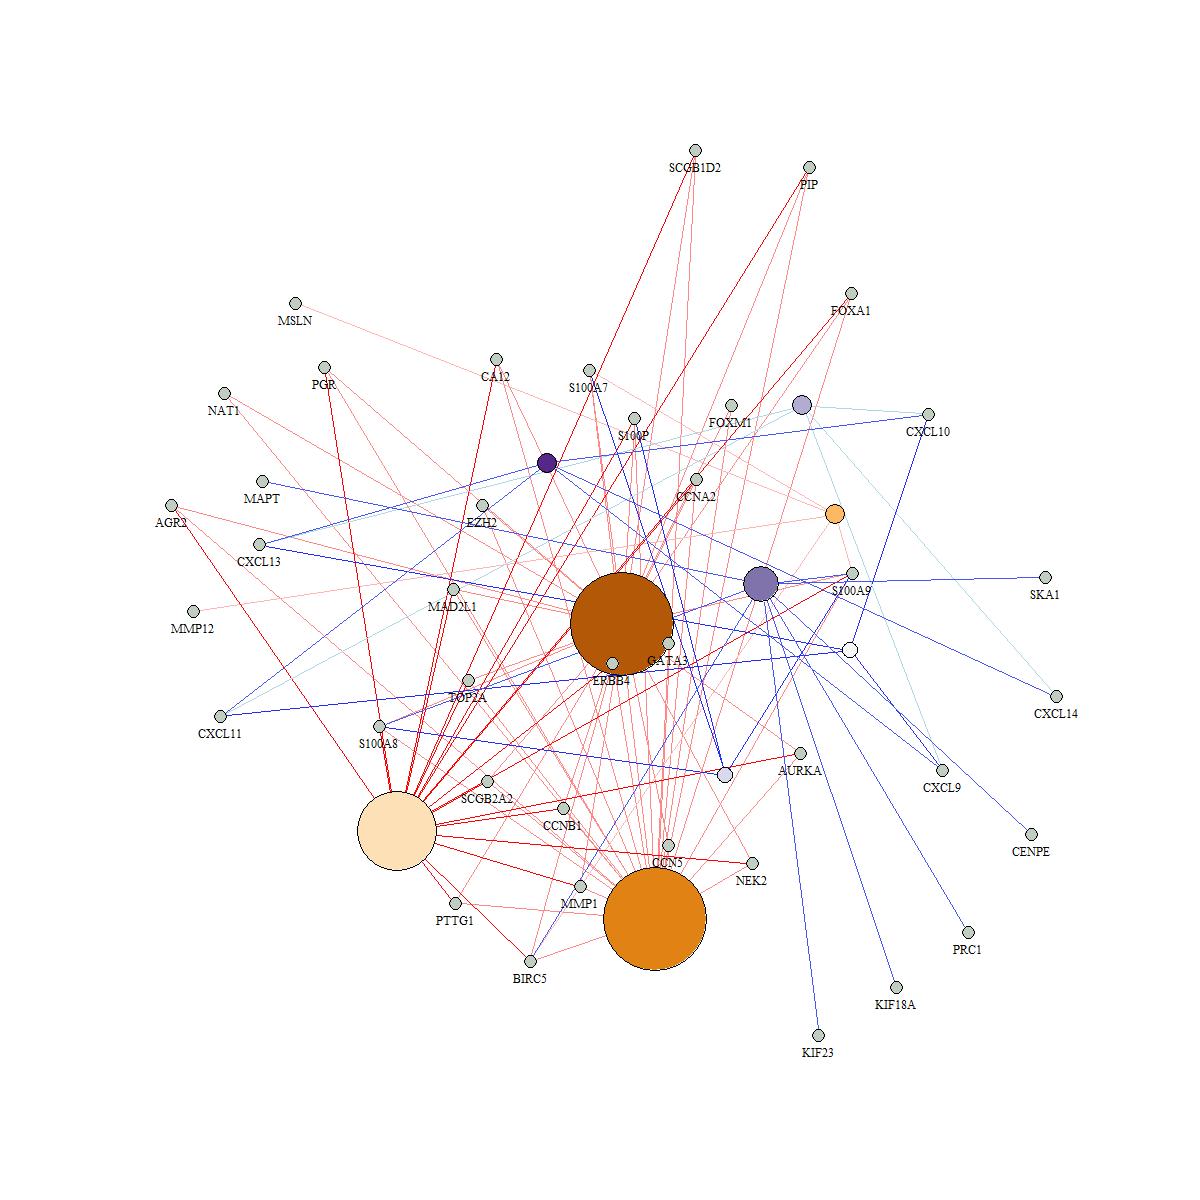 SCGB1D2
PIP
FOXA1
MSLN
CA12
PGR
S100A7
NAT1
FOXM1
CXCL10
S100P
MAPT
CCNA2
AGR2
EZH2
CXCL13
S100A9
SKA1
MAD2L1
MMP12
GATA3
ERBB4
TOP2A
CXCL14
CXCL11
S100A8
AURKA
CXCL9
SCGB2A2
CCNB1
CENPE
CCN5
NEK2
MMP1
PTTG1
PRC1
BIRC5
KIF18A
KIF23